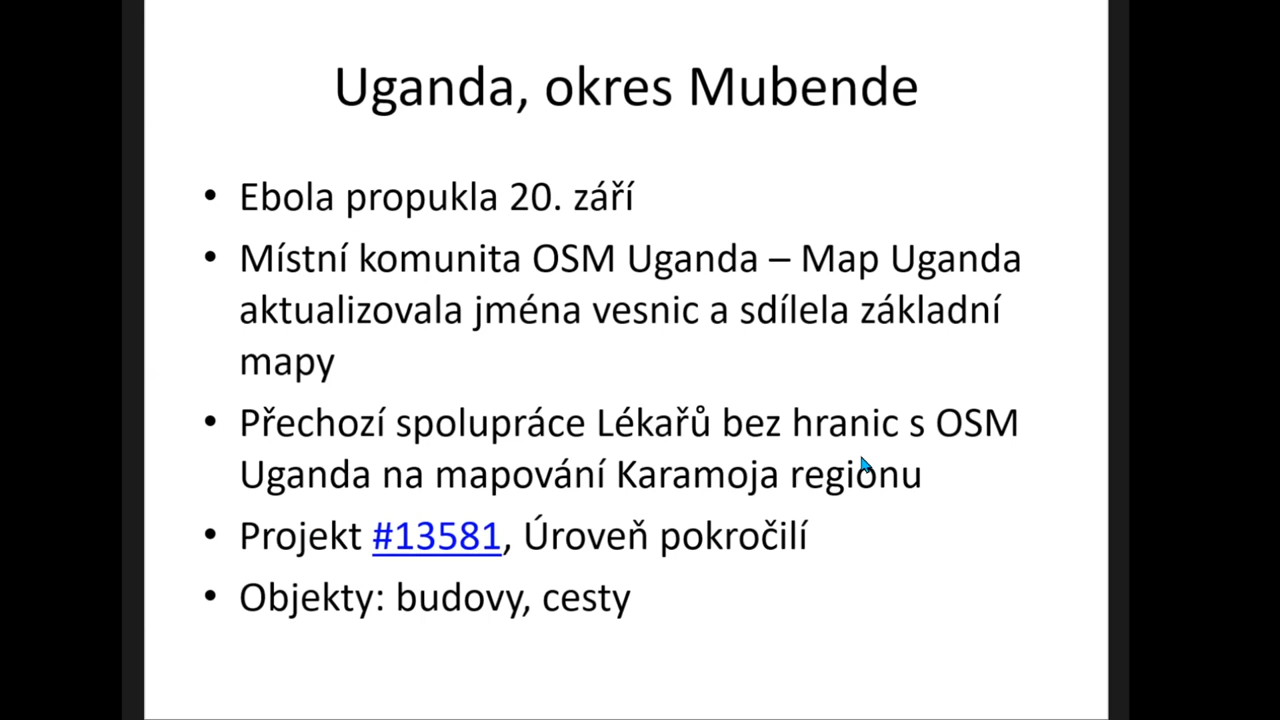 Uganda, okres Mubende
• Ebola propukla 20. září
• Místní komunita OSM Uganda – Map Uganda
aktualizovala jména vesnic a sdílela základní
mapy
• Přechozí spolupráce Lékařů bez hranic s OSM
Uganda na mapování Karamoja regionu
• Projekt #13581, Úroveň pokročilí
• Objekty: budovy, cesty